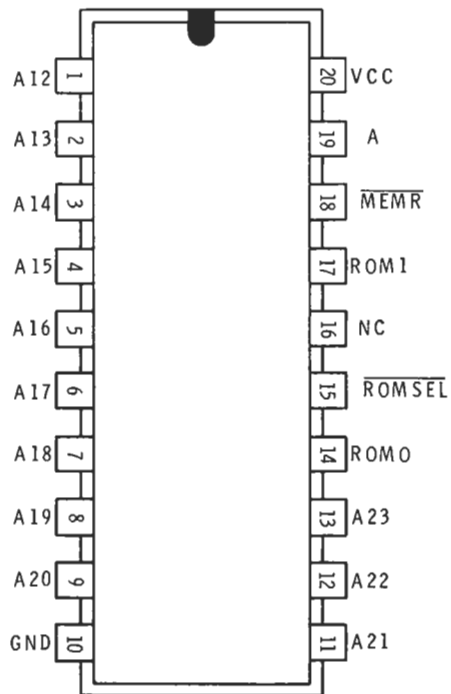 A12 1 20 VCC
A13 2 19 A
A14 3 18 MEMR
A15 4 17 ROM1
A16 5 16 NC
A17 6 15 ROMSEL
A18 7 14 ROM0
A19 8 13 A23
A20 9 12 A22
GND 10 11 A21